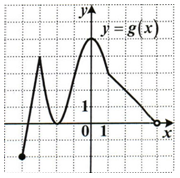 y
y = g(x)
1
0 1
x